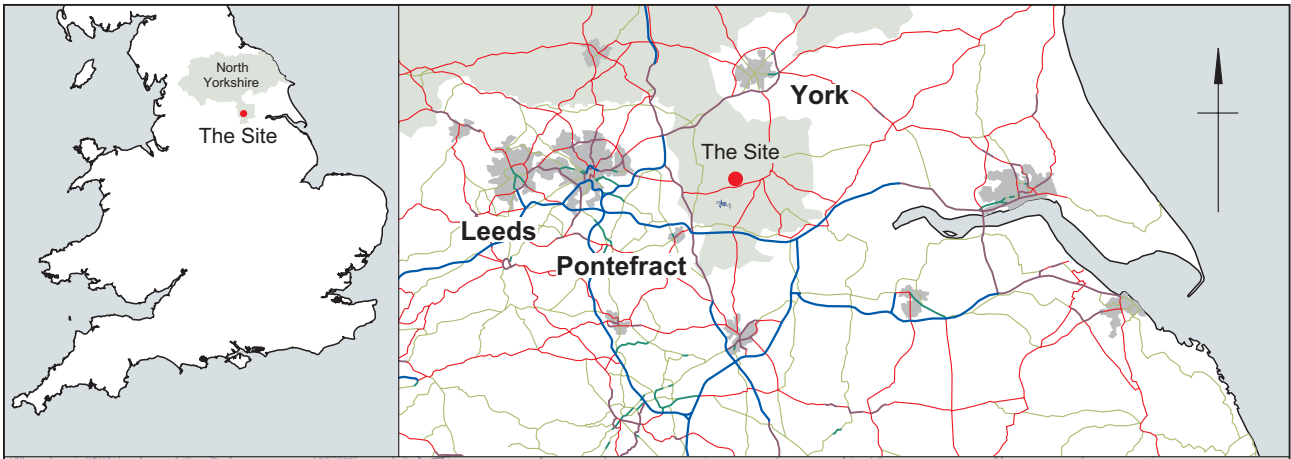 North
Yorkshire
The Site
York
The Site
Leeds
Pontefract